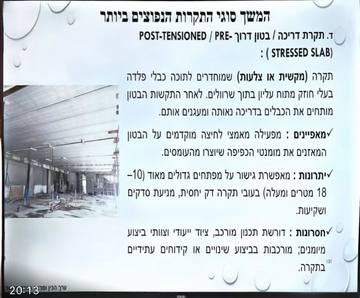 המשך סוגי התקרות הנפוצים ביותר
ד. תקרת דריכה / בטון דרוך POST-TENSIONED / PRE-
STRESSED SLAB) : )
תקרה (מקשית או צלעות) שמוחדרים לתוכה כבלי פלדה
בעלי חוזק מתוח עליון בתוך שרוולים. לאחר התקשות הבטון
מותחים את הכבלים בדריכה נאותה ומעגנים אותם.
✓מאפיינים : מפעילה מאמצי לחיצה מוקדמים על הבטון
המאזנים את מומנטי הכפיפה שיוצרו מהעומסים.
✓יתרונות : מאפשרת גישור על מפתחים גדולים מאוד (10–
18 מטרים ומעלה) בעובי תקרה דק יחסית, מניעת סדקים
ושקיעות.
✓חסרונות : דורשת תכנון מורכב, ציוד ייעודי וצוותי ביצוע
מיומנים; מורכבות בביצוע שינויים או קידוחים עתידיים
בתקרה.
20:13